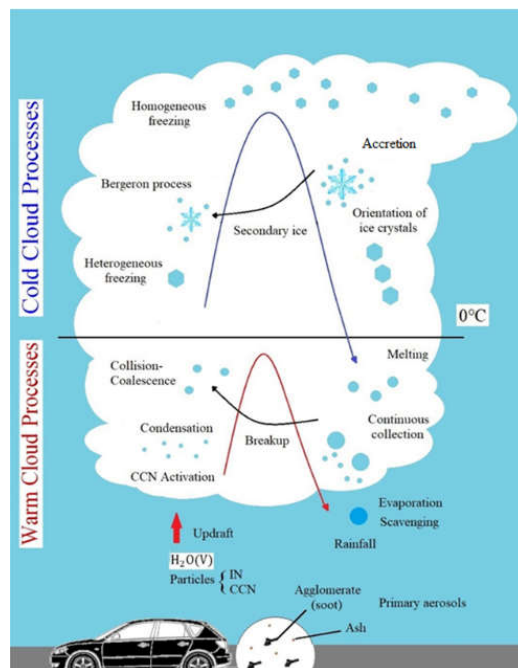 Cold Cloud Processes
Homogeneous
freezing
Accretion
Bergeron process
Secondary ice
Orientation of
ice crystals
Heterogeneous
freezing
0°C
Warm Cloud Processes
Collision-
Coalescence
Melting
Condensation
Continuous
collection
Breakup
CCN Activation
Evaporation
Scavenging
Updraft
Rainfall
H₂O(V)
Particles { IN
CCN
Agglomerate
(soot)
Primary aerosols
Ash